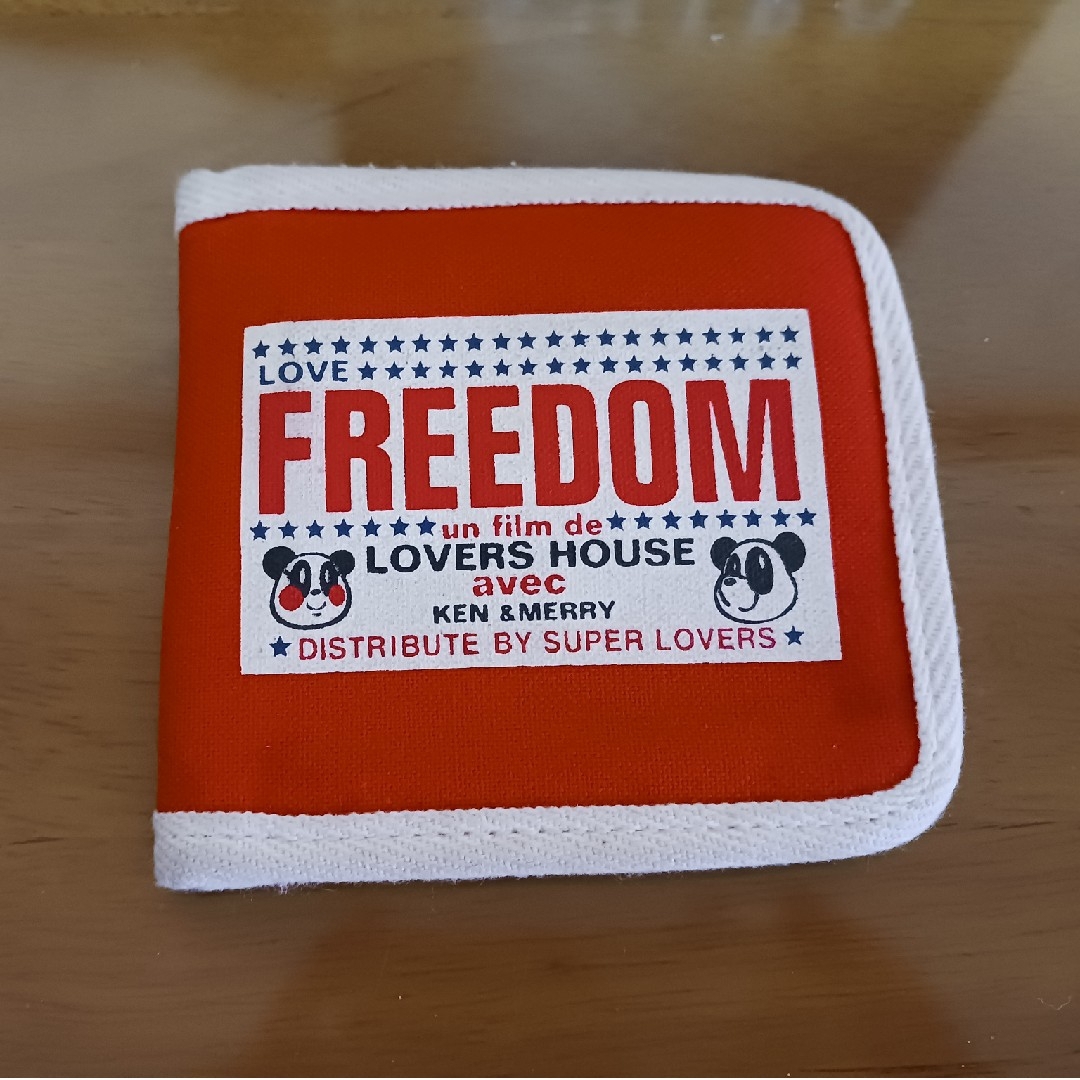 LOVE
FREEDOM
un film de
LOVERS HOUSE
avec
KEN & MERRY
DISTRIBUTE BY SUPER LOVERS